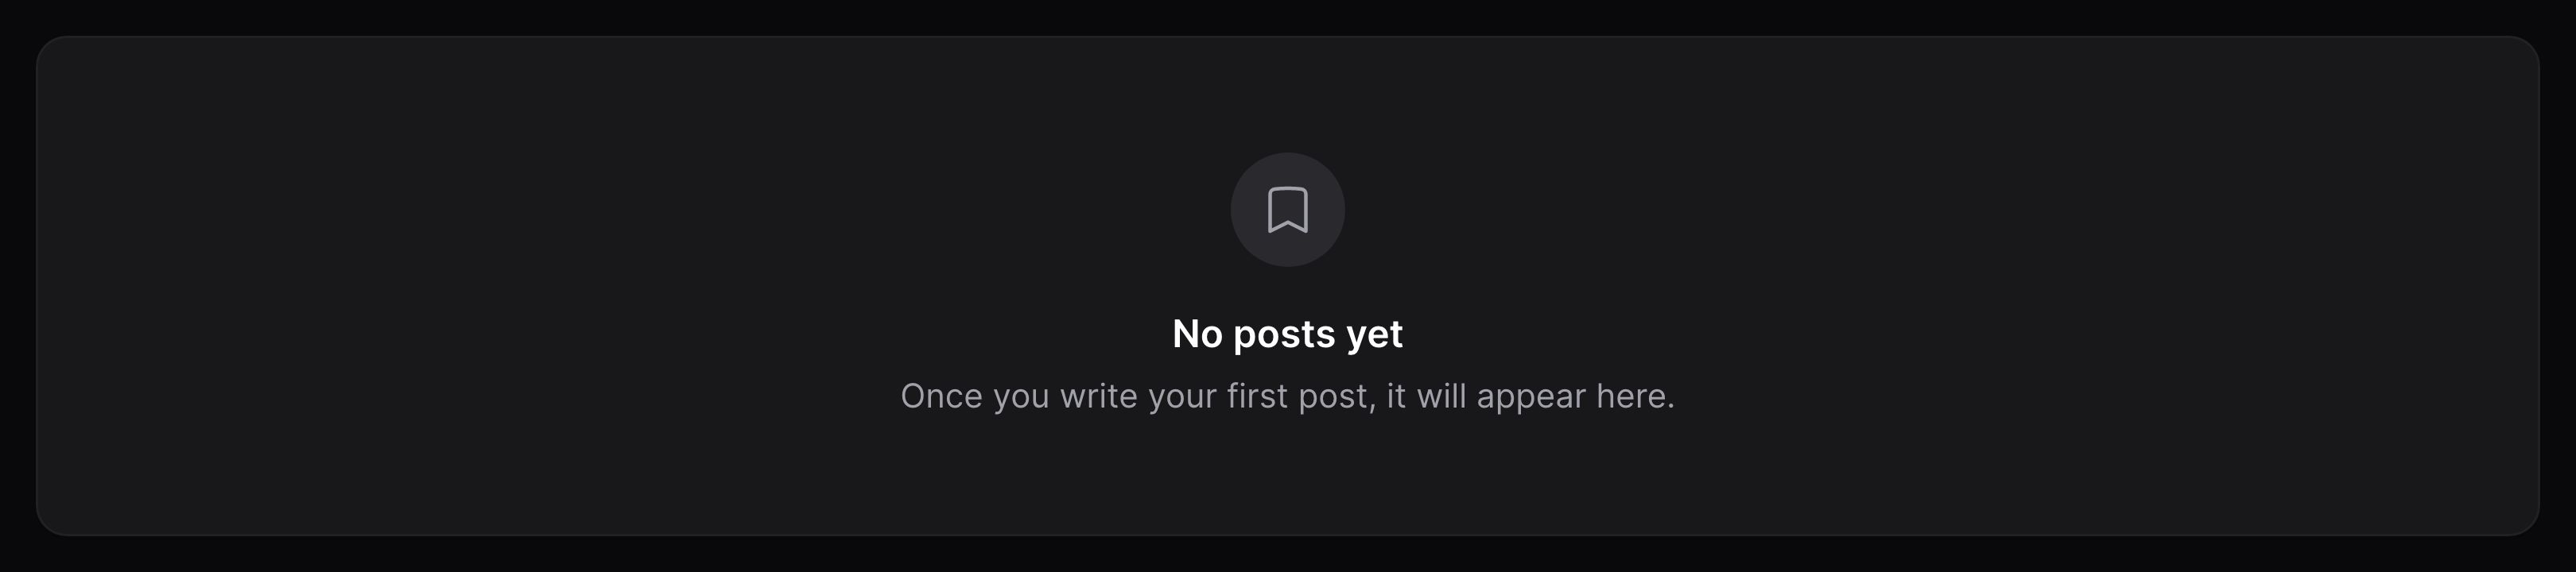 No posts yet
Once you write your first post, it will appear here.